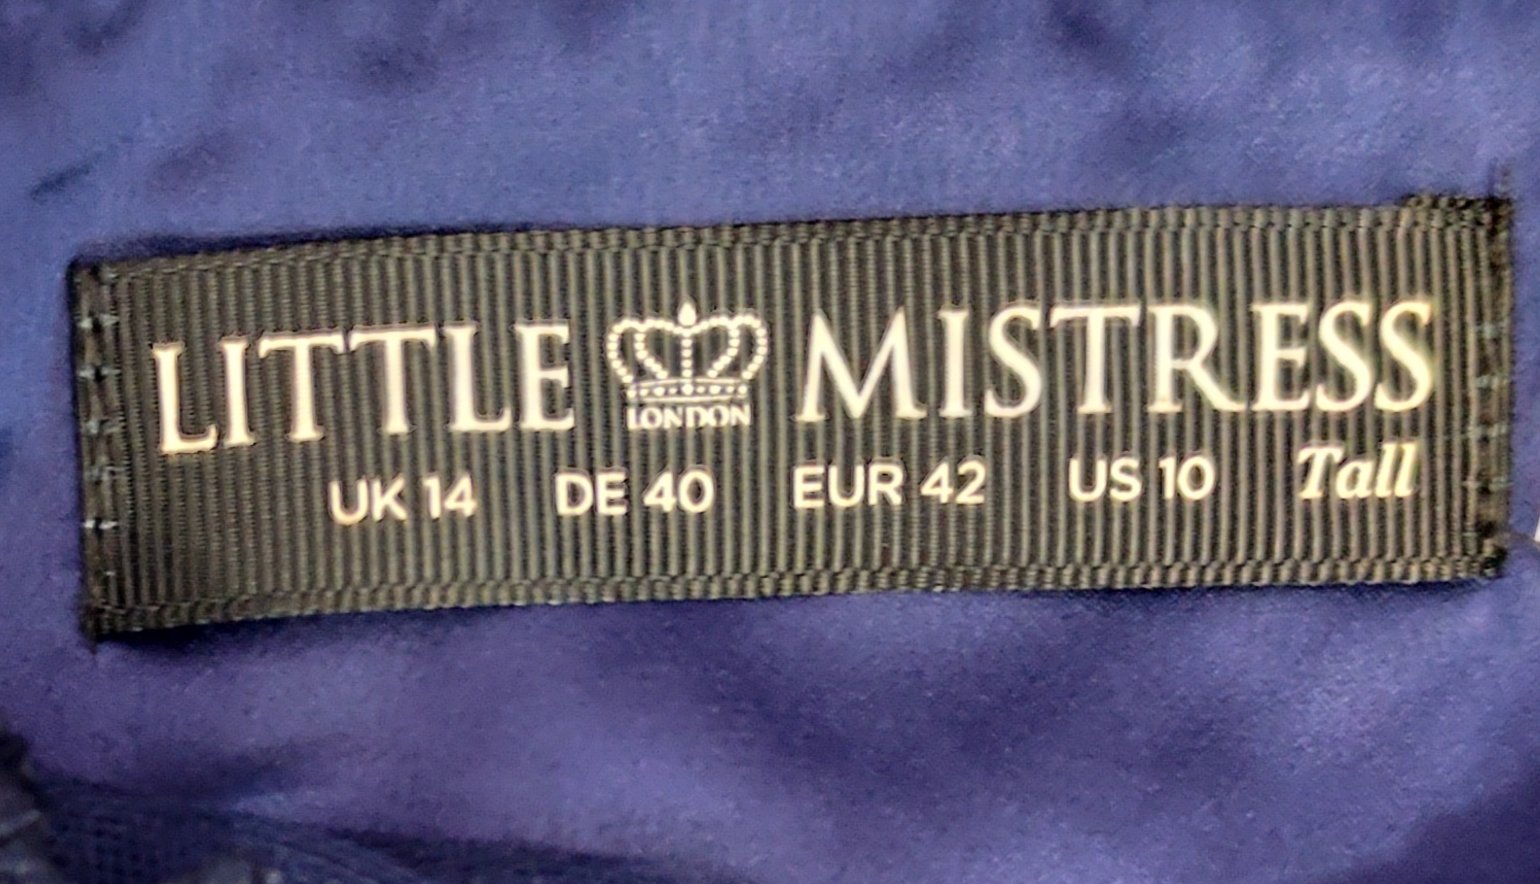 LITTLE LONDON MISTRESS
UK 14 DE 40 EUR 42 US 10 Tall